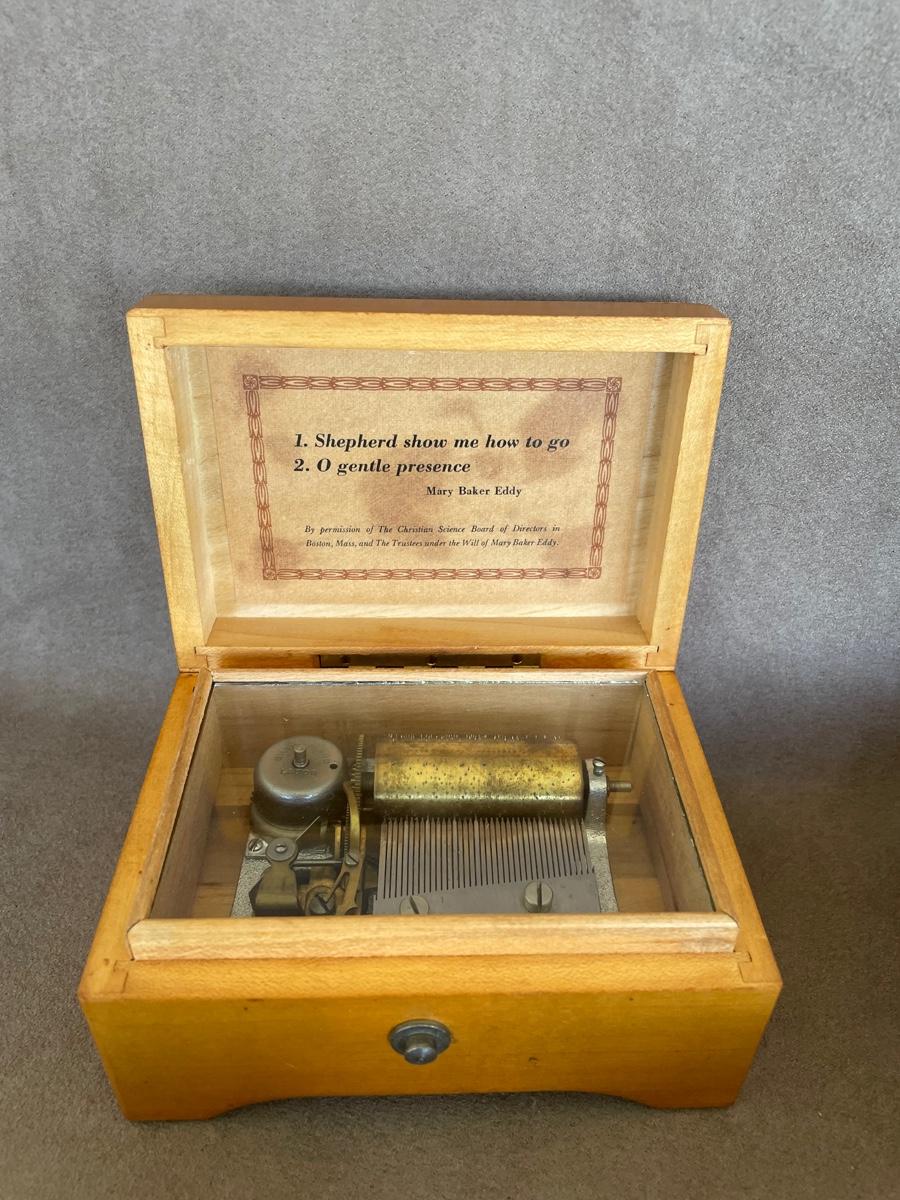 1. Shepherd show me how to go
2. O gentle presence
Mary Baker Eddy
By permission of The Christian Science Board of Directors in
Boston, Mass, and The Trustees under the Will of Mary Baker Eddy.